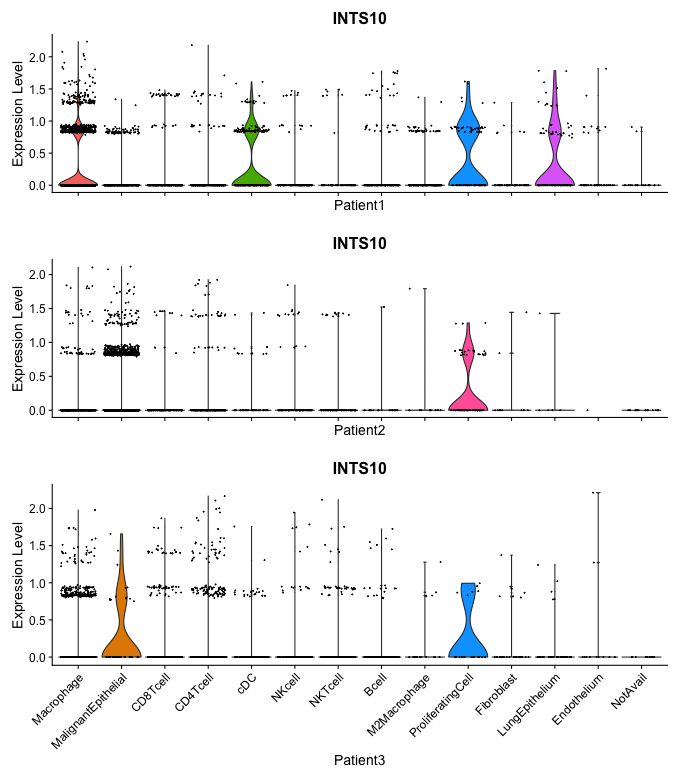 INTS10
Expression Level
2.0
1.5
1.0
0.5
0.0
Patient1
INTS10
Expression Level
2.0
1.5
1.0
0.5
0.0
Patient2
INTS10
Expression Level
2.0
1.5
1.0
0.5
0.0
Macrophage
MalignantEpithelial
CD8Tcell
CD4Tcell
cDC
NKcell
NKTcell
Bcell
M2Macrophage
ProliferatingCell
Fibroblast
LungEpithelium
Endothelium
NotAvail
Patient3